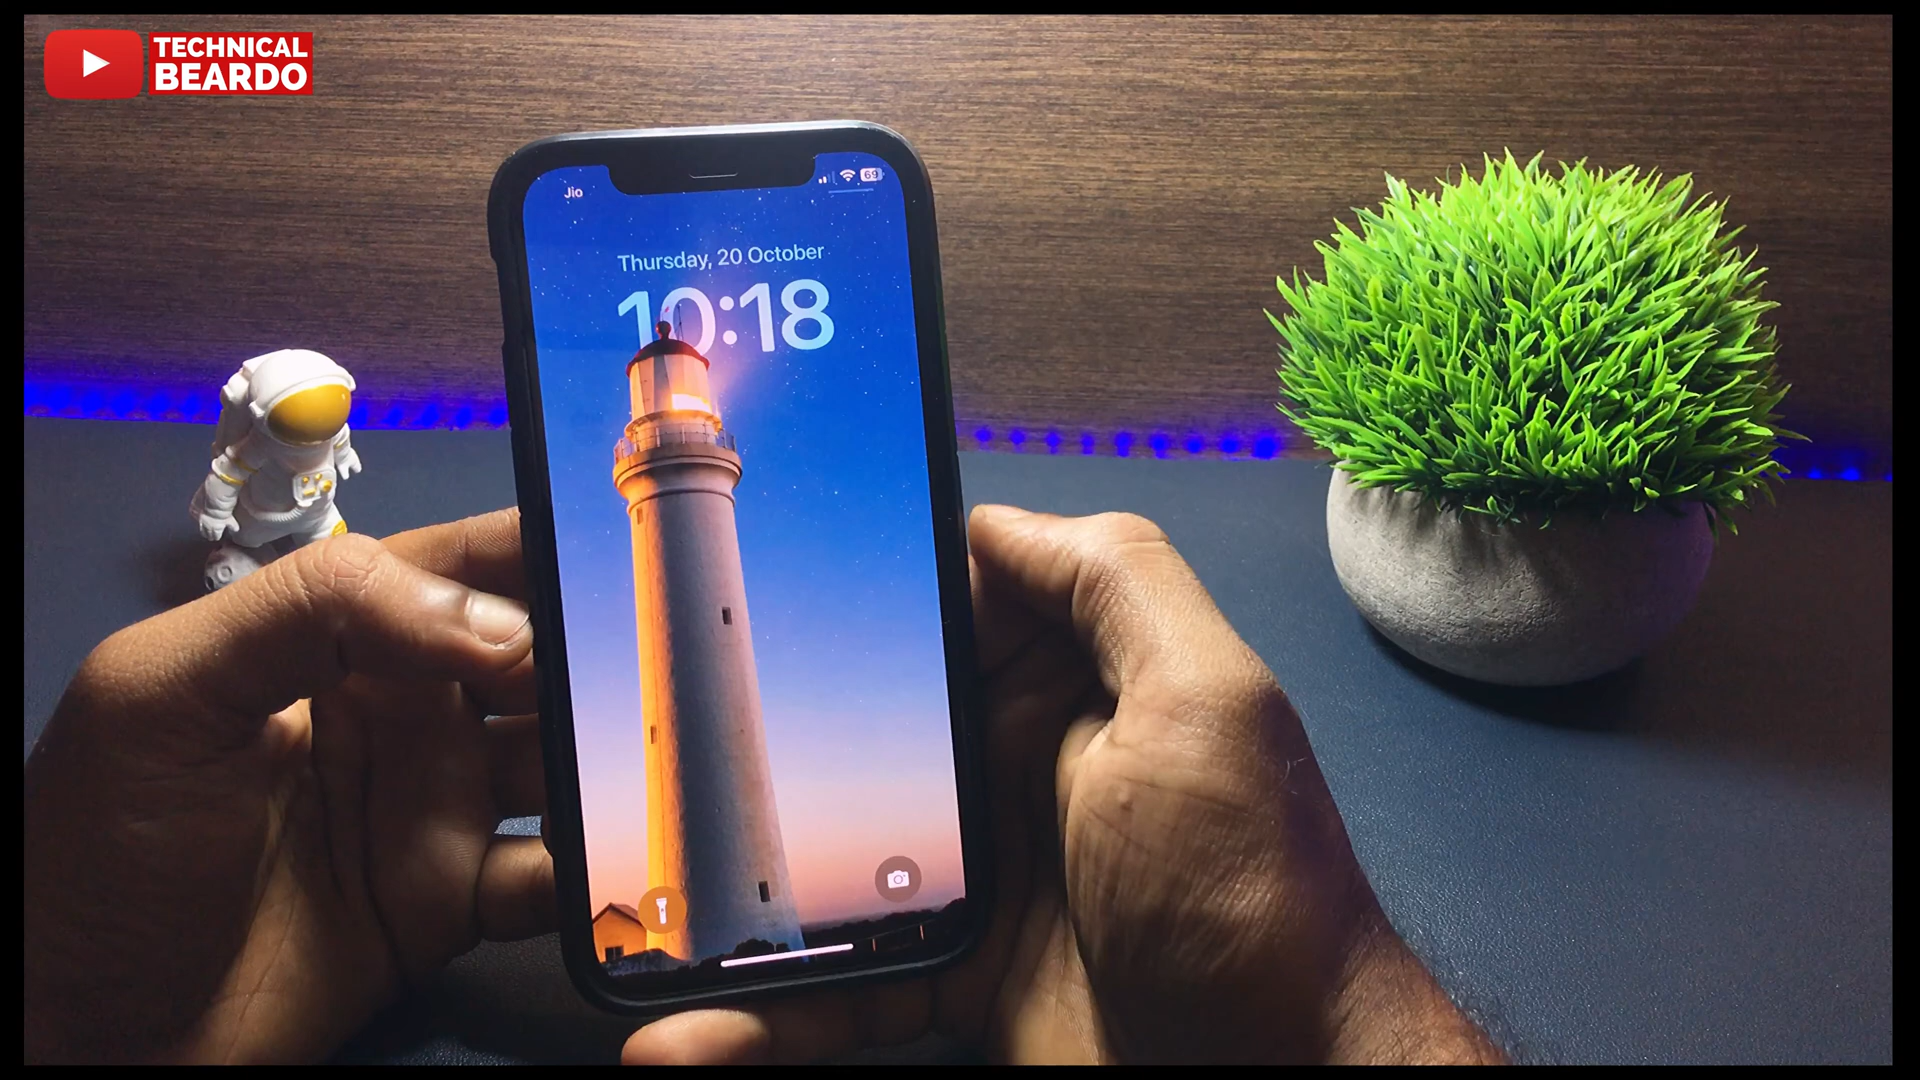 TECHNICAL
BEARDO
Jio
69
Thursday, 20 October
10:18